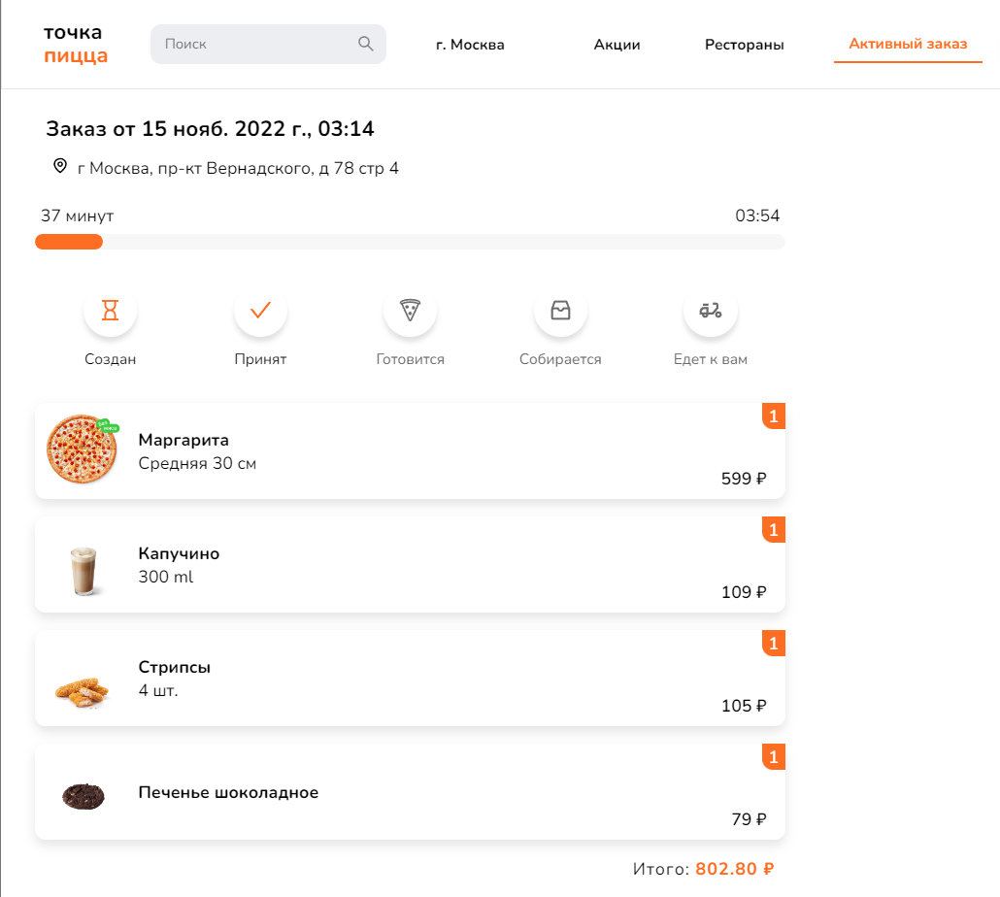 точка
пицца
Поиск
г. Москва
Акции
Рестораны
Активный заказ
Заказ от 15 нояб. 2022 г., 03:14
г Москва, пр-кт Вернадского, д 78 стр 4
37 минут
03:54
Создан
Принят
Готовится
Собирается
Едет к вам
1
Маргарита
Средняя 30 см
599 ₽
1
Капучино
300 ml
109 ₽
1
Стрипсы
4 шт.
105 ₽
1
Печенье шоколадное
79 ₽
Итого: 802.80 ₽